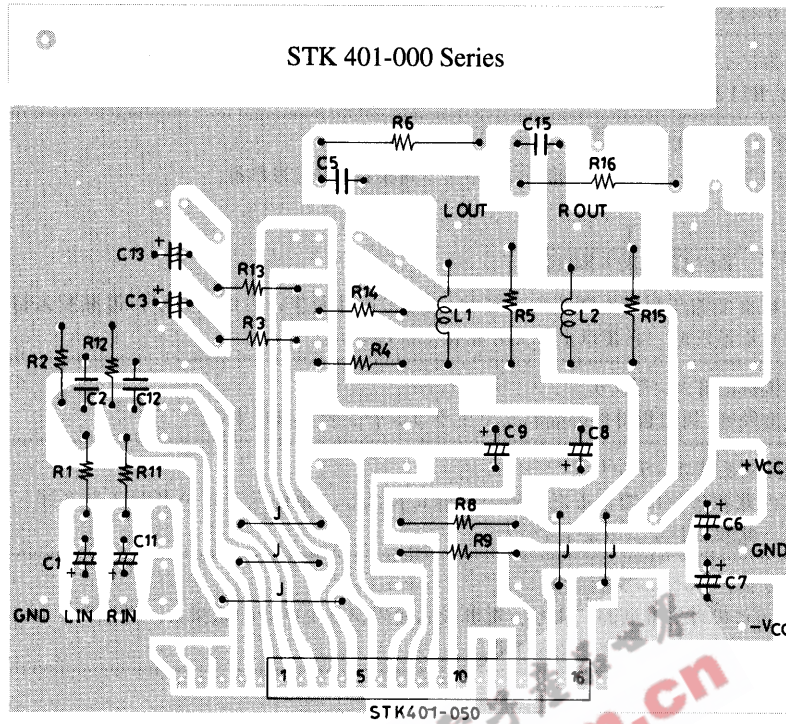 STK 401-000 Series
R6
C15
C5
R16
L OUT
R OUT
C13
R13
C3
R14
R3
L1
R5
L2
R15
R12
R2
R4
C2
C12
C9
C8
R1
R11
+VCC
J
R8
C6
C11
R9
J
J
GND
C1
J
C7
J
GND
L IN
R IN
-VCC
1
5
10
16
STK401-050
.cn